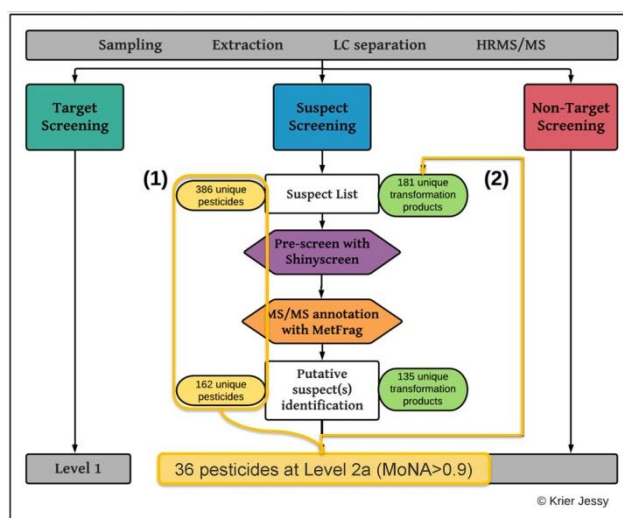 Sampling Extraction LC separation HRMS/MS
Target
Screening
Suspect
Screening
Non-Target
Screening
(1)
386 unique
pesticides
Suspect List
181 unique
transformation
products
(2)
Pre-screen with
Shinyscreen
MS/MS annotation
with MetFrag
162 unique
pesticides
Putative
suspect(s)
identification
135 unique
transformation
products
Level 1
36 pesticides at Level 2a (MoNA>0.9)
© Krier Jessy